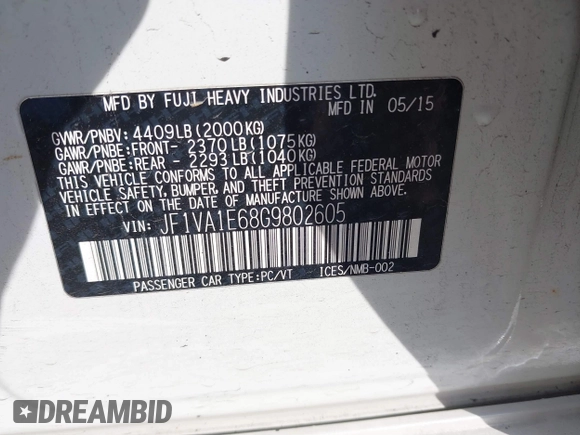 MFD BY FUJI HEAVY INDUSTRIES LTD.
MFD IN 05/15
GVWR/PNBV: 4409LB(2000KG)
GAWR/PNBE:FRONT- 2370LB(1075KG)
GAWR/PNBE:REAR - 2293LB(1040KG)
THIS VEHICLE CONFORMS TO ALL APPLICABLE FEDERAL MOTOR
VEHICLE SAFETY, BUMPER, AND THEFT PREVENTION STANDARDS
IN EFFECT ON THE DATE OF MANUFACTURE SHOWN ABOVE.
VIN: JF1VA1E68G9802605
PASSENGER CAR TYPE:PC/VT ICES/NMB-002
DREAMBID